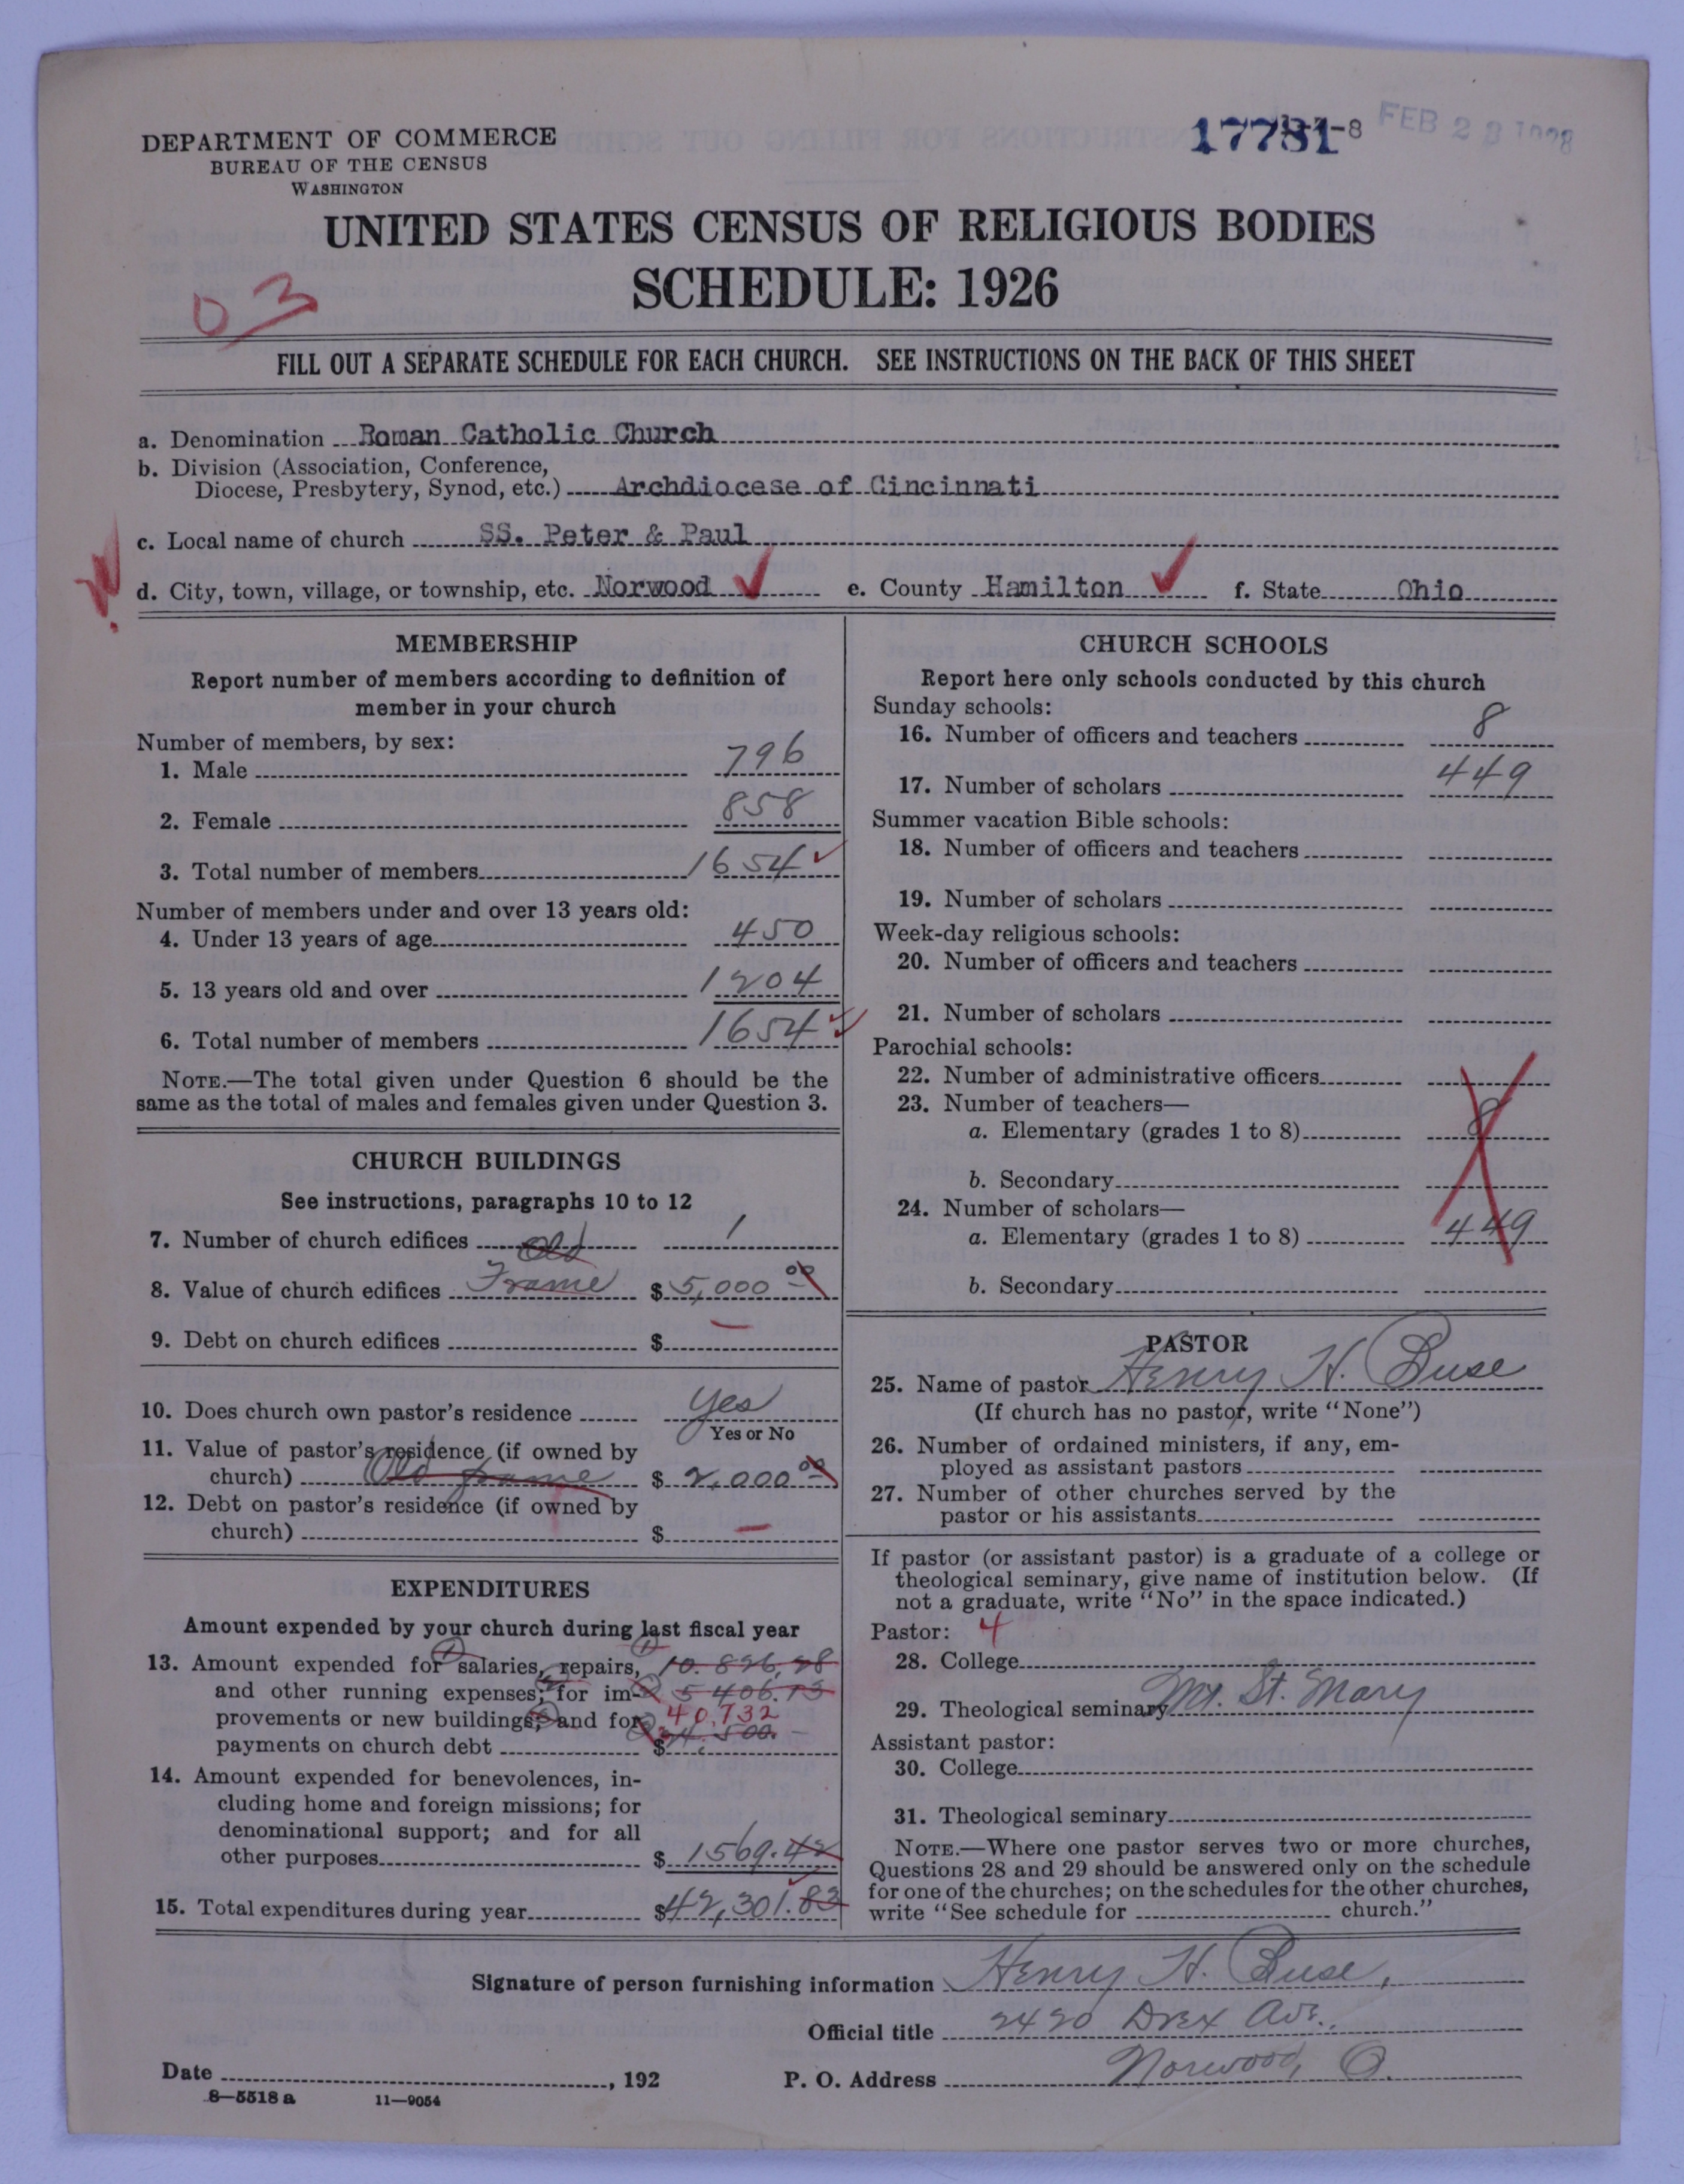 DEPARTMENT OF COMMERCE
BUREAU OF THE CENSUS
WASHINGTON
17781 -8 FEB 23
UNITED STATES CENSUS OF RELIGIOUS BODIES
SCHEDULE: 1926
03
FILL OUT A SEPARATE SCHEDULE FOR EACH CHURCH. SEE INSTRUCTIONS ON THE BACK OF THIS SHEET
a. Denomination Roman Catholic Church
b. Division (Association, Conference,
Diocese, Presbytery, Synod, etc.) Archdiocese of Cincinnati
c. Local name of church SS. Peter & Paul
d. City, town, village, or township, etc. Norwood e. County Hamilton f. State Ohio
MEMBERSHIP
Report number of members according to definition of
member in your church
Number of members, by sex:
1. Male 796
2. Female 858
3. Total number of members 1654
Number of members under and over 13 years old:
4. Under 13 years of age 450
5. 13 years old and over 1204
6. Total number of members 1654
NOTE.—The total given under Question 6 should be the
same as the total of males and females given under Question 3.
CHURCH BUILDINGS
See instructions, paragraphs 10 to 12
7. Number of church edifices Old 1
8. Value of church edifices Frame $ 5,000 00
9. Debt on church edifices $ —
10. Does church own pastor's residence Yes
Yes or No
11. Value of pastor's residence (if owned by
church) Old frame $ 2,000 00
12. Debt on pastor's residence (if owned by
church) $ —
EXPENDITURES
Amount expended by your church during last fiscal year
13. Amount expended for salaries, repairs, 10.826,28
and other running expenses; for im- 5 406.13
provements or new buildings; and for 40,732
payments on church debt $ 24,500.–
14. Amount expended for benevolences, in-
cluding home and foreign missions; for
denominational support; and for all
other purposes $ 1569.42
15. Total expenditures during year $ 42,301.83
CHURCH SCHOOLS
Report here only schools conducted by this church
Sunday schools:
16. Number of officers and teachers 8
17. Number of scholars 449
Summer vacation Bible schools:
18. Number of officers and teachers
19. Number of scholars
Week-day religious schools:
20. Number of officers and teachers
21. Number of scholars
Parochial schools:
22. Number of administrative officers
23. Number of teachers—
a. Elementary (grades 1 to 8) 8
b. Secondary
24. Number of scholars—
a. Elementary (grades 1 to 8) 449
b. Secondary
PASTOR
25. Name of pastor Henry H. Buse
(If church has no pastor, write "None")
26. Number of ordained ministers, if any, em-
ployed as assistant pastors
27. Number of other churches served by the
pastor or his assistants
If pastor (or assistant pastor) is a graduate of a college or
theological seminary, give name of institution below. (If
not a graduate, write "No" in the space indicated.)
Pastor: 4
28. College
29. Theological seminary Mt. St. Mary
Assistant pastor:
30. College
31. Theological seminary
NOTE.—Where one pastor serves two or more churches,
Questions 28 and 29 should be answered only on the schedule
for one of the churches; on the schedules for the other churches,
write "See schedule for church."
Signature of person furnishing information Henry H. Buse,
Official title 2420 Drex Ave.
Date , 192 P. O. Address Norwood, O.
8—5518 a 11—9054